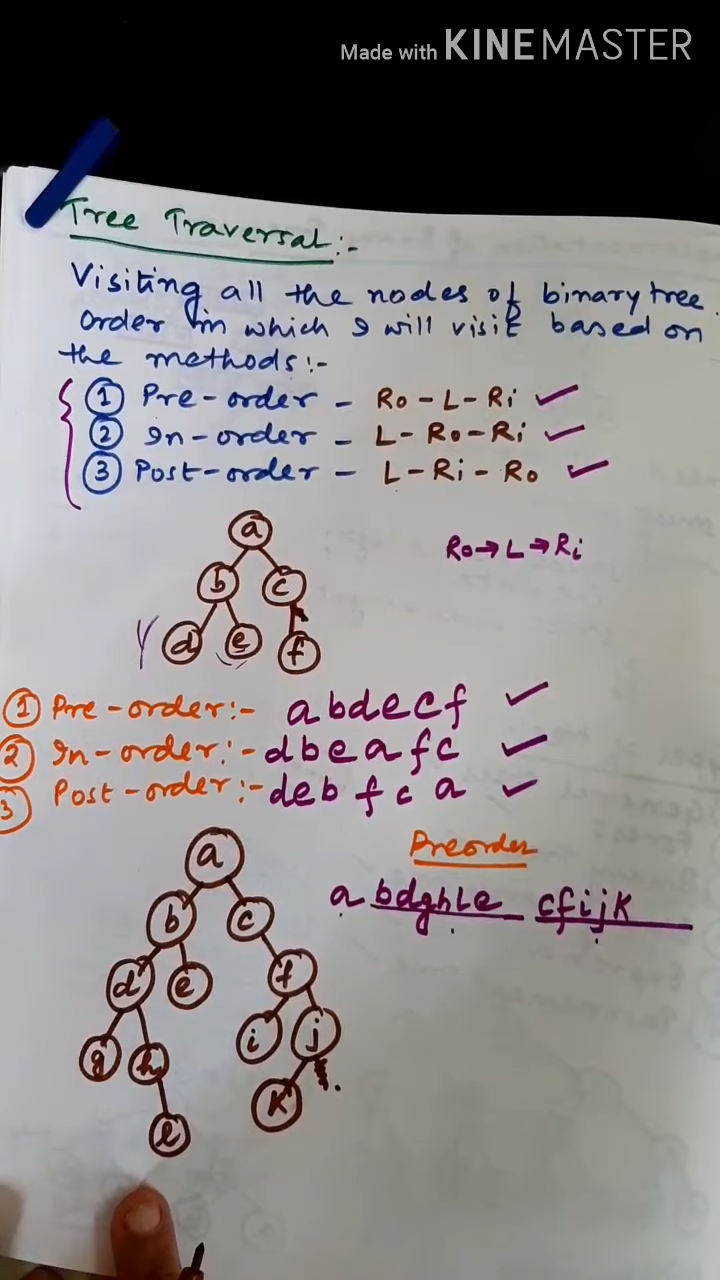 Made with KINEMASTER
Tree Traversal:-
Visiting all the nodes of binary tree.
Order in which I will visit based on
the methods:-
① Pre-order - Ro-L-Ri ✓
② In-order - L-Ro-Ri ✓
③ Post-order - L-Ri-Ro ✓
a
Ro→L→Ri
b c
d e f
① Pre-order:- abdecf ✓
② In-order:- dbeafc ✓
③ Post-order:- debfca ✓
Preorder
a
a bdghle cfijk
b c
d e f
g h i j
k
l